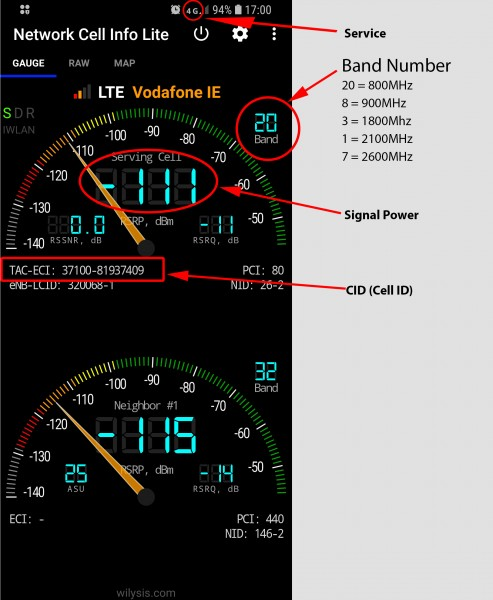 4G 94% 17:00
Network Cell Info Lite
GAUGE RAW MAP
LTE Vodafone IE
SDR
IWLAN
20
Band
-140 -130 -120 -110 -100 -90 -80 -70 -60 -50
Serving Cell
-111
RSRP, dBm
0.0
RSSNR, dB
-11
RSRQ, dB
TAC-ECI: 37100-81937409 PCI: 80
eNB-LCID: 320068-1 NID: 26-2
32
Band
-140 -130 -120 -110 -100 -90 -80 -70 -60 -50
Neighbor #1
-115
RSRP, dBm
25
ASU
-14
RSRQ, dB
ECI: - PCI: 440
NID: 146-2
wilysis.com
Service
Band Number
20 = 800MHz
8 = 900MHz
3 = 1800Mhz
1 = 2100MHz
7 = 2600MHz
Signal Power
CID (Cell ID)